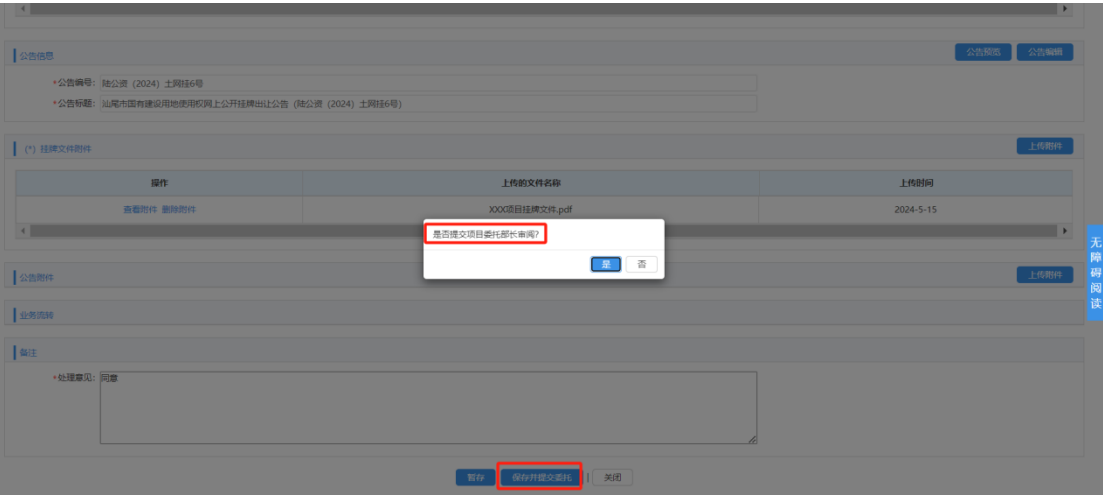 公告信息
公告预览 公告编辑
*公告编号: 陆公资（2024）土网挂6号
*公告标题: 汕尾市国有建设用地使用权网上公开挂牌出让公告（陆公资（2024）土网挂6号）
(*) 挂牌文件附件
上传附件
操作 上传的文件名称 上传时间
查看附件 删除附件 XXX项目挂牌文件.pdf 2024-5-15
是否提交项目委托部长审阅?
是 否
无障碍阅读
公告附件
上传附件
业务流转
备注
*处理意见: 同意
暂存 保存并提交委托 | 关闭